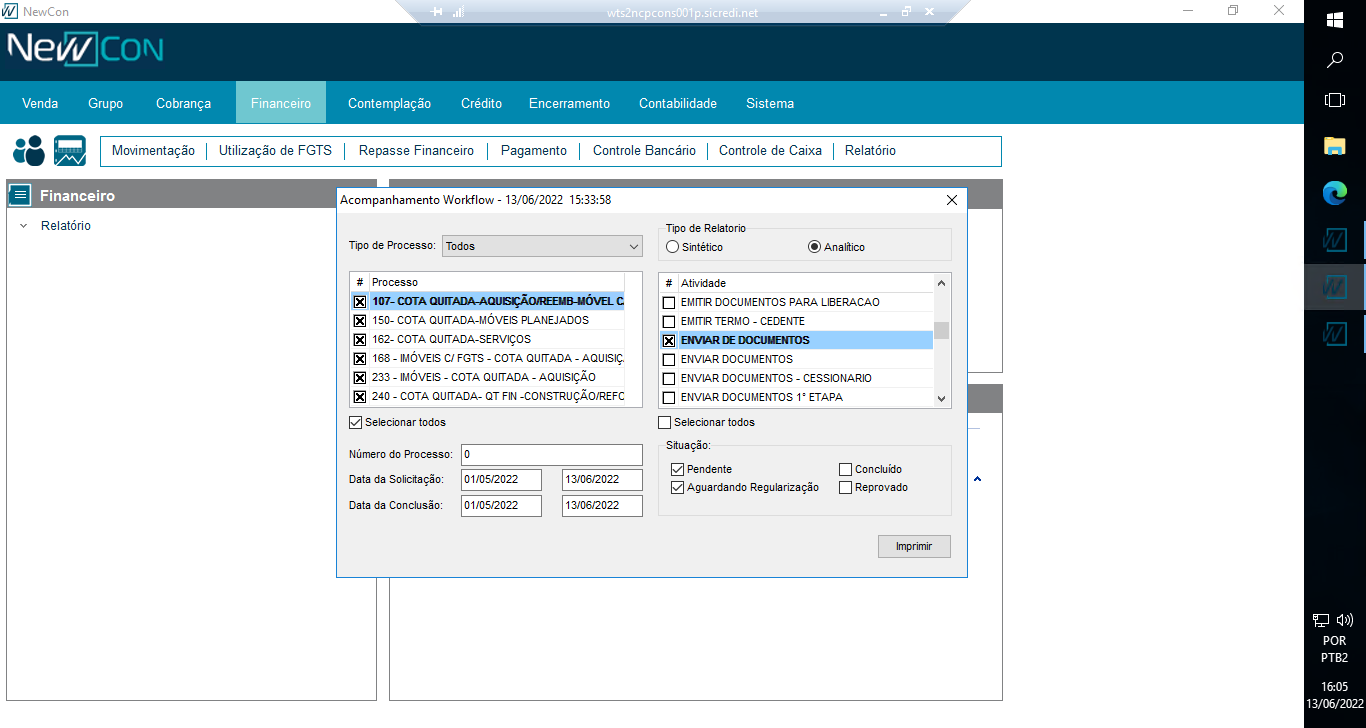 NewCon
wts2ncpcons001p.sicredi.net
NewCon
Venda Grupo Cobrança Financeiro Contemplação Crédito Encerramento Contabilidade Sistema
Movimentação Utilização de FGTS Repasse Financeiro Pagamento Controle Bancário Controle de Caixa Relatório
Financeiro
Relatório
Acompanhamento Workflow - 13/06/2022 15:33:58
Tipo de Processo: Todos
Tipo de Relatorio
Sintético Analítico
# Processo
107- COTA QUITADA-AQUISIÇÃO/REEMB-MÓVEL C
150- COTA QUITADA-MÓVEIS PLANEJADOS
162- COTA QUITADA-SERVIÇOS
168 - IMÓVEIS C/ FGTS - COTA QUITADA - AQUISIÇ
233 - IMÓVEIS - COTA QUITADA - AQUISIÇÃO
240 - COTA QUITADA- QT FIN -CONSTRUÇÃO/REFO
Selecionar todos
# Atividade
EMITIR DOCUMENTOS PARA LIBERACAO
EMITIR TERMO - CEDENTE
ENVIAR DE DOCUMENTOS
ENVIAR DOCUMENTOS
ENVIAR DOCUMENTOS - CESSIONARIO
ENVIAR DOCUMENTOS 1° ETAPA
Selecionar todos
Número do Processo: 0
Data da Solicitação: 01/05/2022 13/06/2022
Data da Conclusão: 01/05/2022 13/06/2022
Situação:
Pendente Concluído
Aguardando Regularização Reprovado
Imprimir
POR
PTB2
16:05
13/06/2022